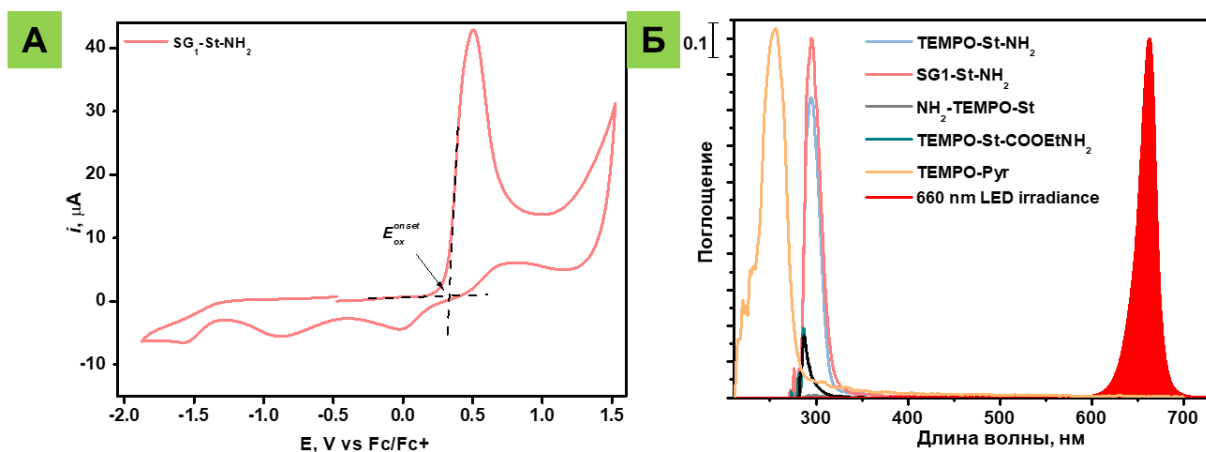 А
SG1-St-NH2
40
30
20
10
0
-10
i, μA
E ox onset
-2.0 -1.5 -1.0 -0.5 0.0 0.5 1.0 1.5
E, V vs Fc/Fc+
Б
0.1
TEMPO-St-NH2
SG1-St-NH2
NH2-TEMPO-St
TEMPO-St-COOEtNH2
TEMPO-Pyr
660 nm LED irradiance
Поглощение
300 400 500 600 700
Длина волны, нм